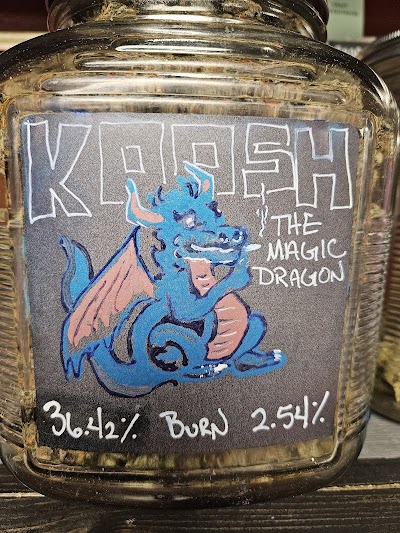 KOOSH
THE
MAGIC
DRAGON
36.42% BURN 2.54%